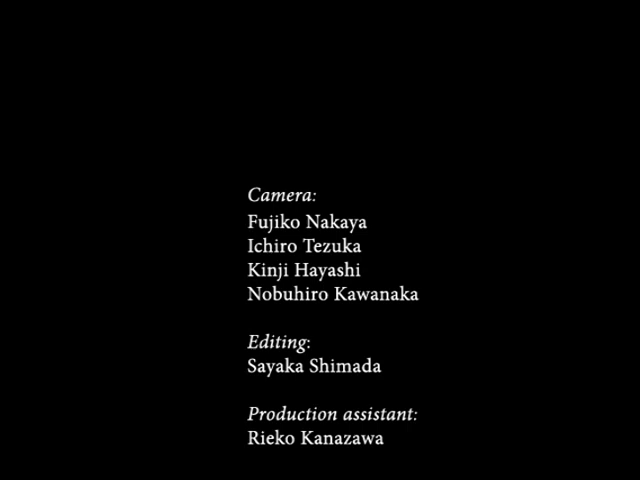 Camera:
Fujiko Nakaya
Ichiro Tezuka
Kinji Hayashi
Nobuhiro Kawanaka
Editing:
Sayaka Shimada
Production assistant:
Rieko Kanazawa